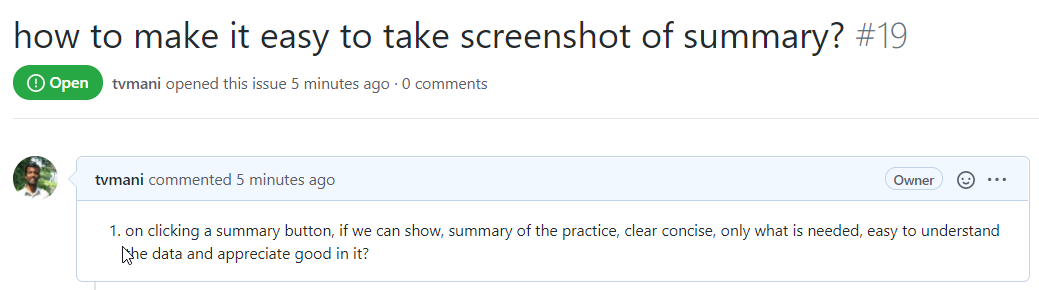 how to make it easy to take screenshot of summary? #19
Open tvmani opened this issue 5 minutes ago · 0 comments
tvmani commented 5 minutes ago Owner
1. on clicking a summary button, if we can show, summary of the practice, clear concise, only what is needed, easy to understand
the data and appreciate good in it?